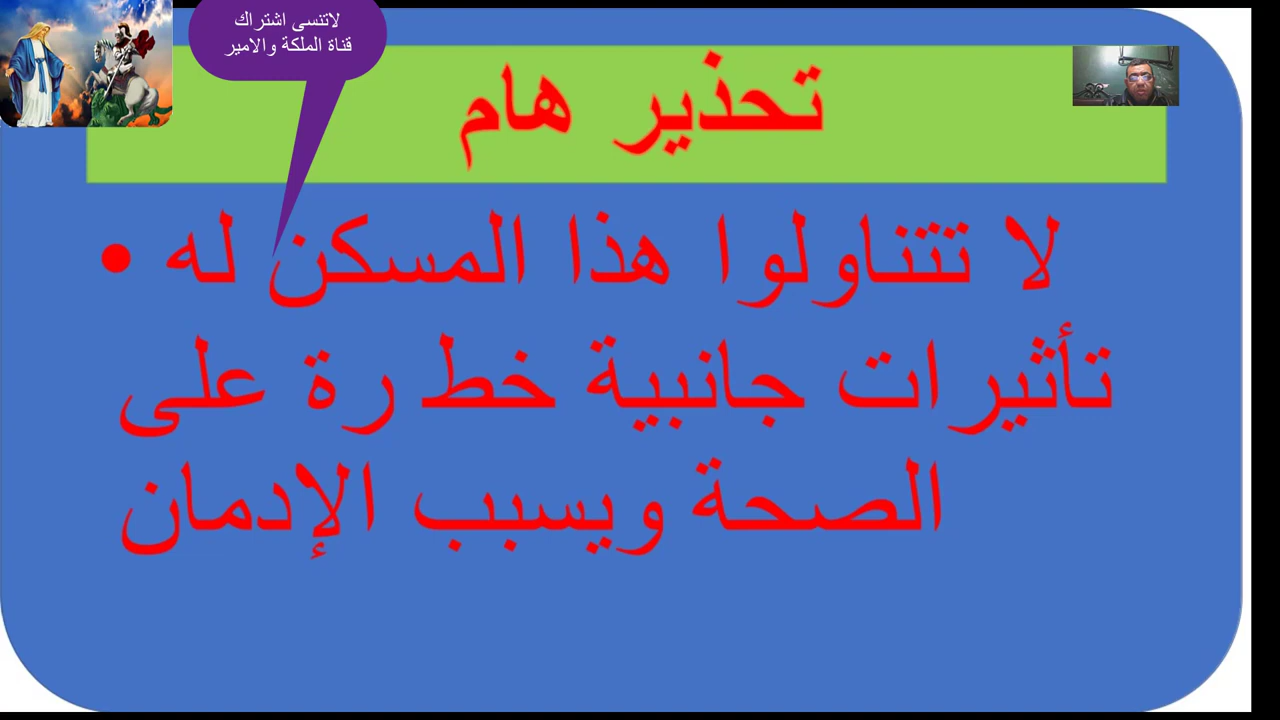 لاتنسى اشتراك
قناة الملكة والامير
تحذير هام
لا تتناولوا هذا المسكن له •
تأثيرات جانبية خط رة على
الصحة ويسبب الإدمان